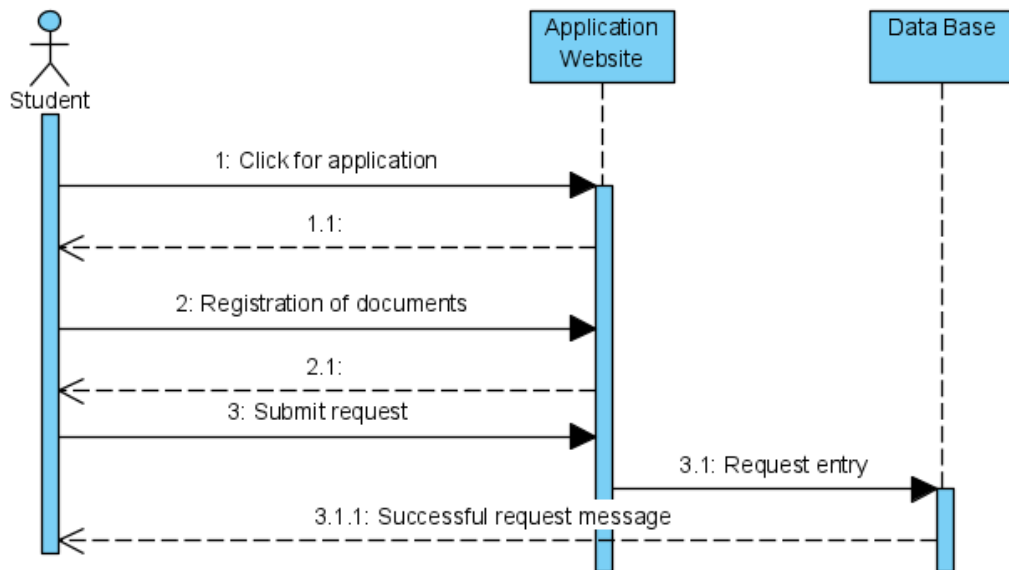 Application
Website
Data Base
Student
1: Click for application
1.1:
2: Registration of documents
2.1:
3: Submit request
3.1: Request entry
3.1.1: Successful request message